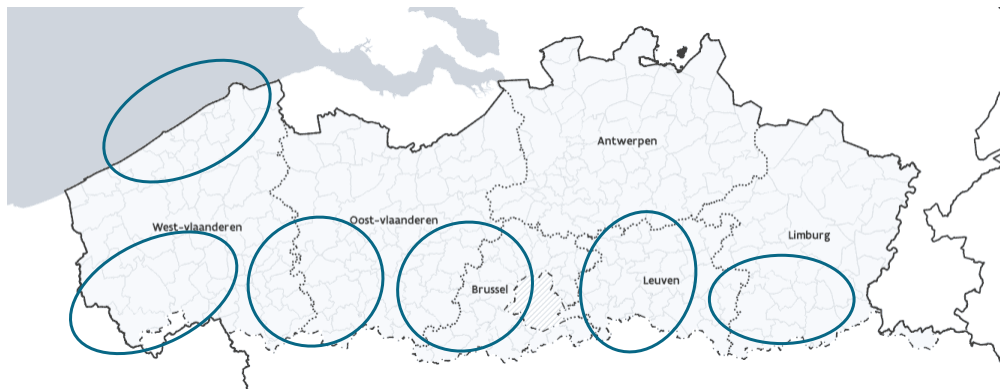 Antwerpen
West-vlaanderen
Oost-vlaanderen
Limburg
Brussel
Leuven